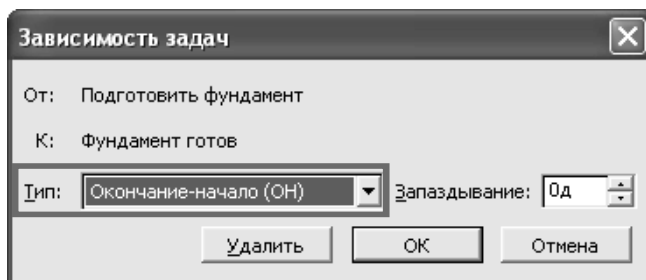 Зависимость задач
От: Подготовить фундамент
К: Фундамент готов
Тип: Окончание-начало (ОН) Запаздывание: 0д
Удалить ОК Отмена